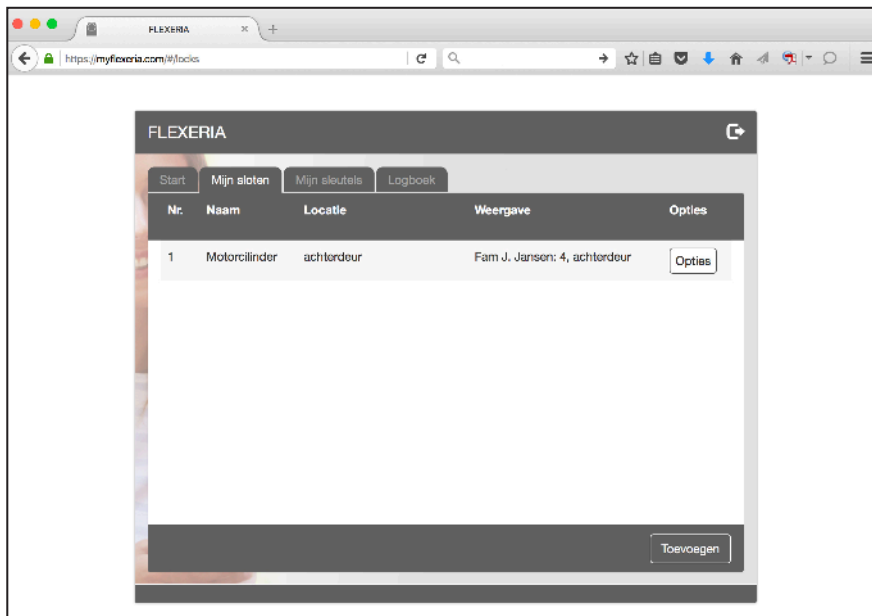 FLEXERIA
https://myflexeria.com/#/locks
FLEXERIA
Start Mijn sloten Mijn sleutels Logboek
Nr. Naam Locatie Weergave Opties
1 Motorcilinder achterdeur Fam J. Jansen: 4, achterdeur Opties
Toevoegen